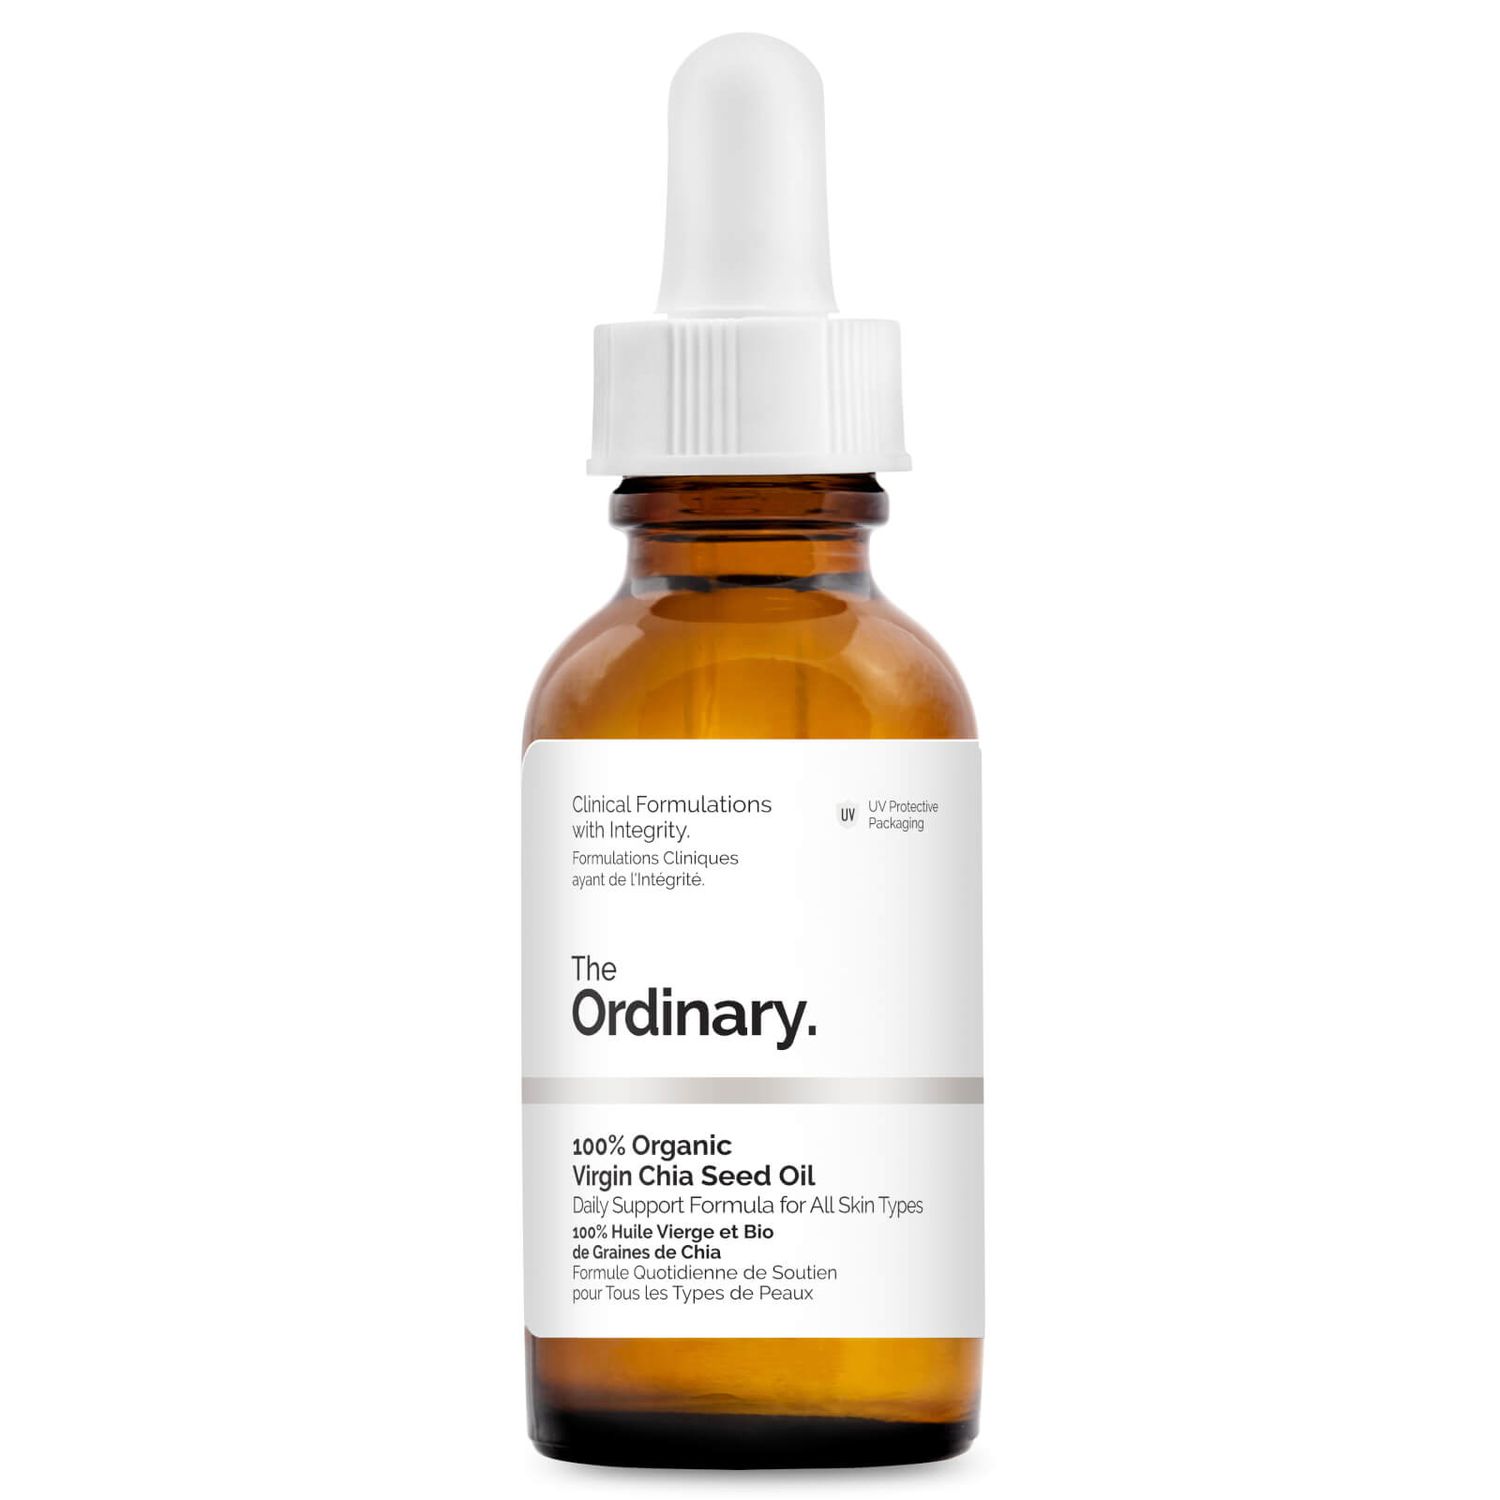 Clinical Formulations
with Integrity.
Formulations Cliniques
ayant de l'Intégrité.
UV
UV Protective
Packaging
The
Ordinary.
100% Organic
Virgin Chia Seed Oil
Daily Support Formula for All Skin Types
100% Huile Vierge et Bio
de Graines de Chia
Formule Quotidienne de Soutien
pour Tous les Types de Peaux